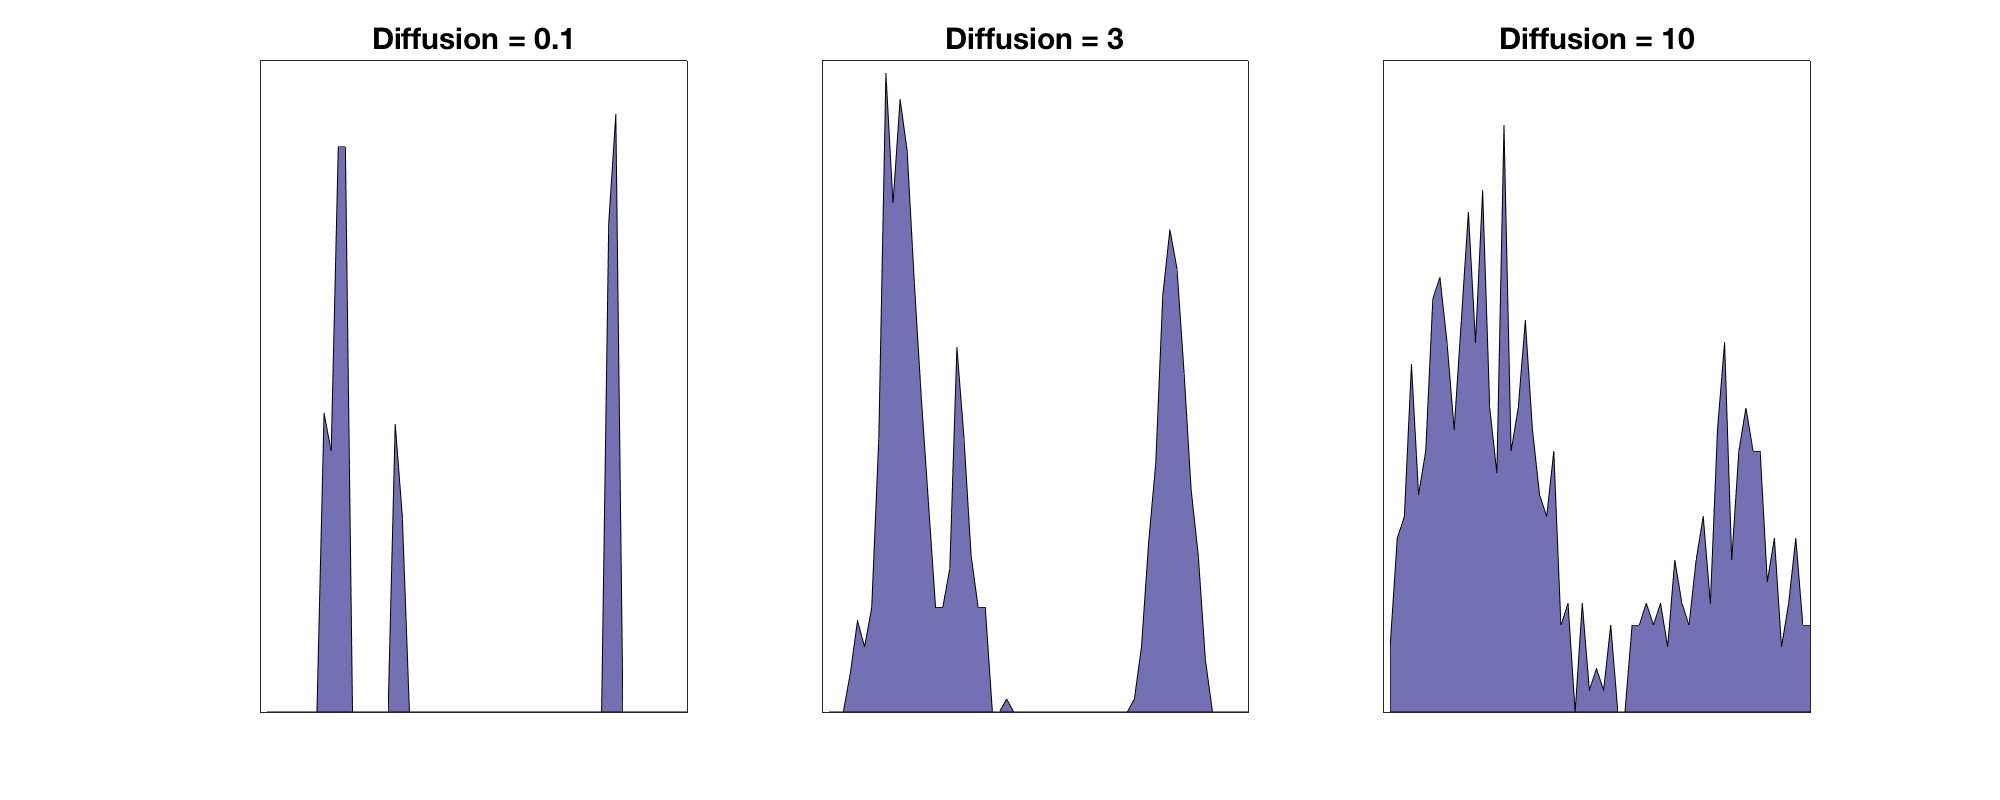 Diffusion = 0.1
Diffusion = 3
Diffusion = 10